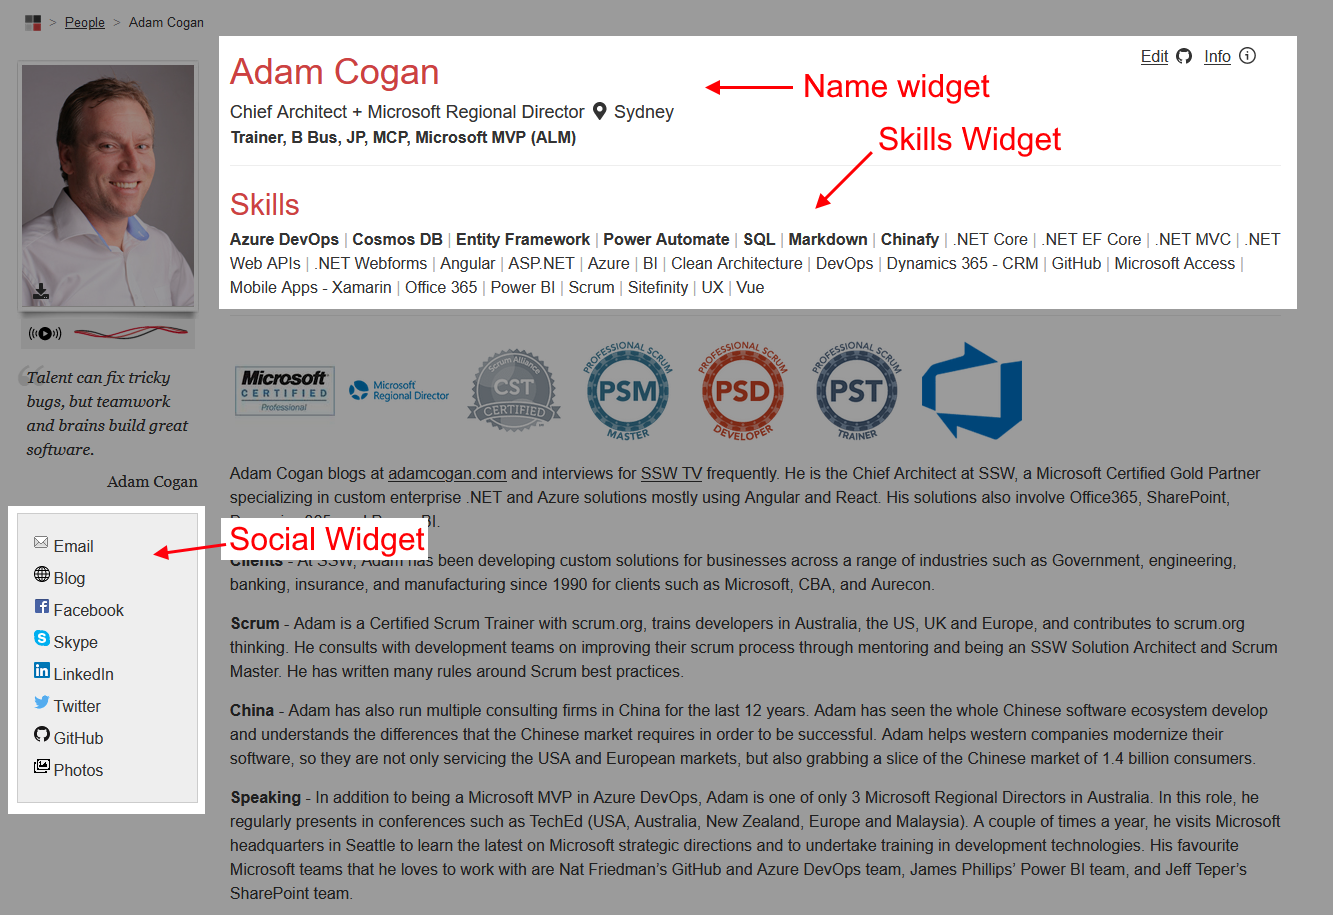 > People > Adam Cogan
Edit Info
Adam Cogan
Name widget
Chief Architect + Microsoft Regional Director Sydney
Trainer, B Bus, JP, MCP, Microsoft MVP (ALM)
Skills Widget
Skills
Azure DevOps | Cosmos DB | Entity Framework | Power Automate | SQL | Markdown | Chinafy | .NET Core | .NET EF Core | .NET MVC | .NET
Web APIs | .NET Webforms | Angular | ASP.NET | Azure | BI | Clean Architecture | DevOps | Dynamics 365 - CRM | GitHub | Microsoft Access |
Mobile Apps - Xamarin | Office 365 | Power BI | Scrum | Sitefinity | UX | Vue
“Talent can fix tricky
bugs, but teamwork
and brains build great
software.
Adam Cogan
Microsoft
CERTIFIED
Professional
Microsoft
Regional Director
Scrum Alliance
CST
CERTIFIED
PROFESSIONAL SCRUM
PSM
MASTER
PROFESSIONAL SCRUM
PSD
DEVELOPER
PROFESSIONAL SCRUM
PST
TRAINER
Adam Cogan blogs at adamcogan.com and interviews for SSW TV frequently. He is the Chief Architect at SSW, a Microsoft Certified Gold Partner
specializing in custom enterprise .NET and Azure solutions mostly using Angular and React. His solutions also involve Office365, SharePoint,
BI.
Social Widget
Clients - At SSW, Adam has been developing custom solutions for businesses across a range of industries such as Government, engineering,
banking, insurance, and manufacturing since 1990 for clients such as Microsoft, CBA, and Aurecon.
Scrum - Adam is a Certified Scrum Trainer with scrum.org, trains developers in Australia, the US, UK and Europe, and contributes to scrum.org
thinking. He consults with development teams on improving their scrum process through mentoring and being an SSW Solution Architect and Scrum
Master. He has written many rules around Scrum best practices.
China - Adam has also run multiple consulting firms in China for the last 12 years. Adam has seen the whole Chinese software ecosystem develop
and understands the differences that the Chinese market requires in order to be successful. Adam helps western companies modernize their
software, so they are not only servicing the USA and European markets, but also grabbing a slice of the Chinese market of 1.4 billion consumers.
Speaking - In addition to being a Microsoft MVP in Azure DevOps, Adam is one of only 3 Microsoft Regional Directors in Australia. In this role, he
regularly presents in conferences such as TechEd (USA, Australia, New Zealand, Europe and Malaysia). A couple of times a year, he visits Microsoft
headquarters in Seattle to learn the latest on Microsoft strategic directions and to undertake training in development technologies. His favourite
Microsoft teams that he loves to work with are Nat Friedman’s GitHub and Azure DevOps team, James Phillips’ Power BI team, and Jeff Teper’s
SharePoint team.
Email
Blog
Facebook
Skype
LinkedIn
Twitter
GitHub
Photos